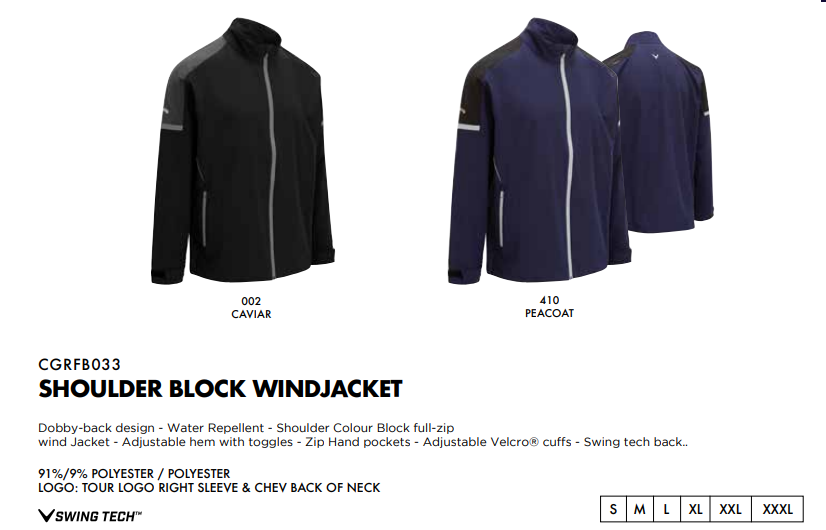 002
CAVIAR
410
PEACOAT
CGRFB033
SHOULDER BLOCK WINDJACKET
Dobby-back design - Water Repellent - Shoulder Colour Block full-zip
wind Jacket - Adjustable hem with toggles - Zip Hand pockets - Adjustable Velcro® cuffs - Swing tech back..
91%/9% POLYESTER / POLYESTER
LOGO: TOUR LOGO RIGHT SLEEVE & CHEV BACK OF NECK
SWING TECH™
S M L XL XXL XXXL